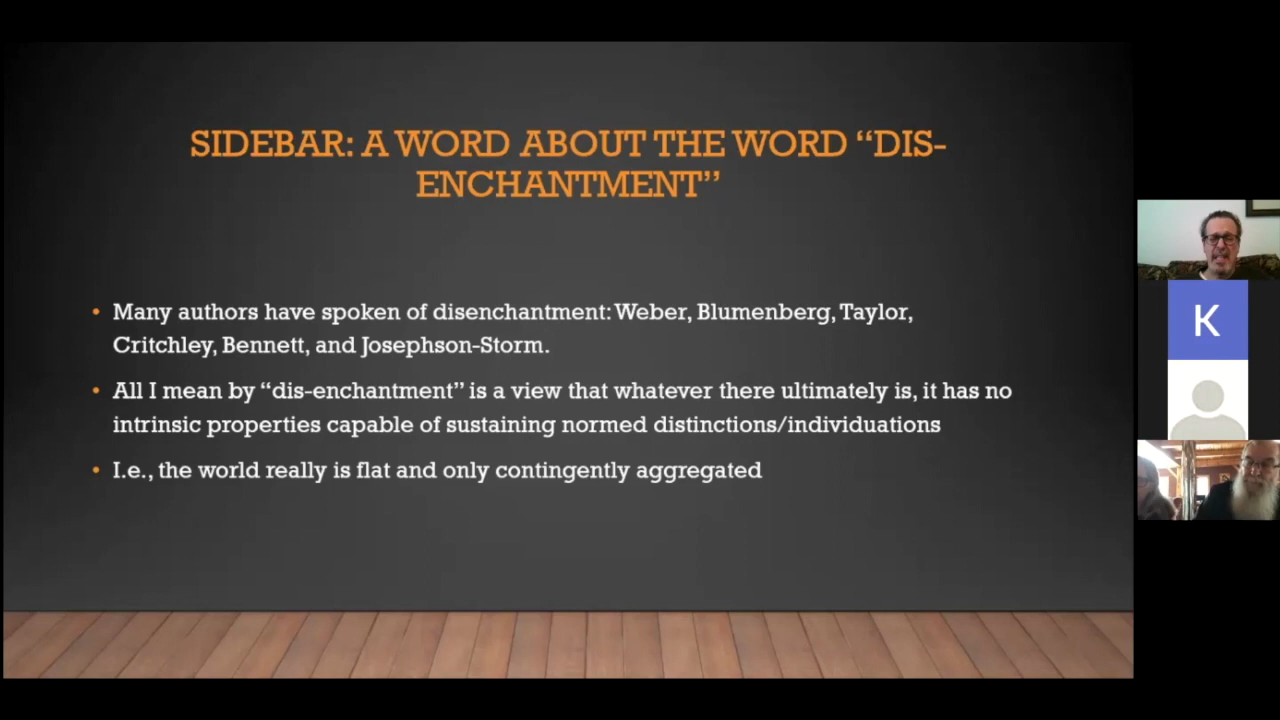 SIDEBAR: A WORD ABOUT THE WORD “DIS-
ENCHANTMENT”
• Many authors have spoken of disenchantment: Weber, Blumenberg, Taylor,
Critchley, Bennett, and Josephson-Storm.
• All I mean by “dis-enchantment” is a view that whatever there ultimately is, it has no
intrinsic properties capable of sustaining normed distinctions/individuations
• I.e., the world really is flat and only contingently aggregated
K